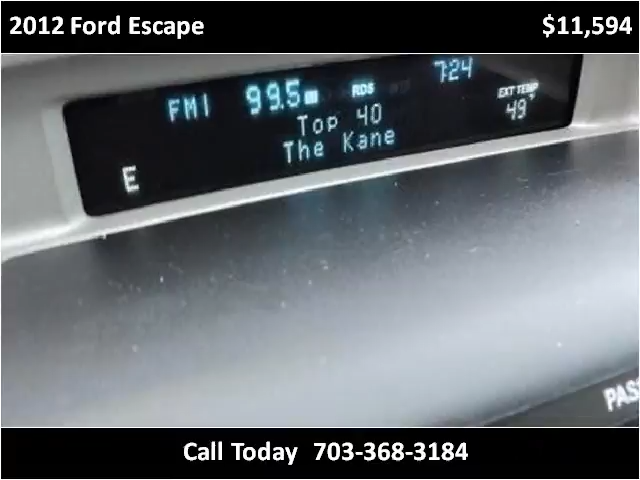 2012 Ford Escape $11,594
7:24
FM1 99.5 RDS EXT TEMP
Top 40 49°
The Kane
E
PASS
Call Today 703-368-3184